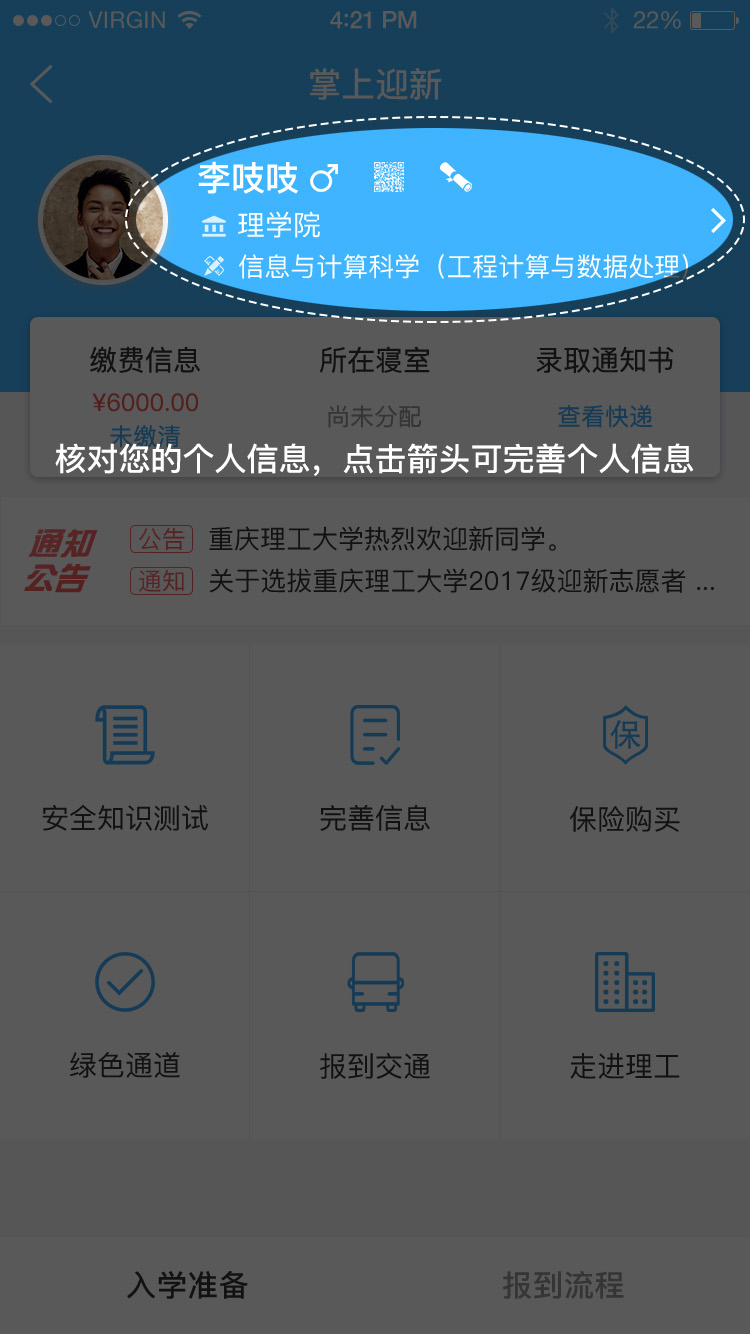 VIRGIN 4:21 PM 22%
掌上迎新
李吱吱
理学院
信息与计算科学（工程计算与数据处理）
缴费信息 所在寝室 录取通知书
¥6000.00 尚未分配 查看快递
未缴清
核对您的个人信息，点击箭头可完善个人信息
通知 公告 重庆理工大学热烈欢迎新同学。
公告 通知 关于选拔重庆理工大学2017级迎新志愿者 ...
安全知识测试 完善信息 保险购买
保
绿色通道 报到交通 走进理工
入学准备 报到流程